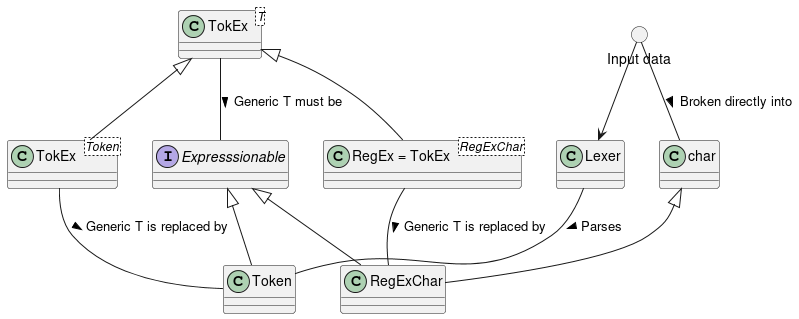 C TokEx T
Input data
Generic T must be
Broken directly into
C TokEx Token
I Expresssionable
C RegEx = TokEx RegExChar
C Lexer
C char
Generic T is replaced by
Generic T is replaced by
Parses
C Token
C RegExChar